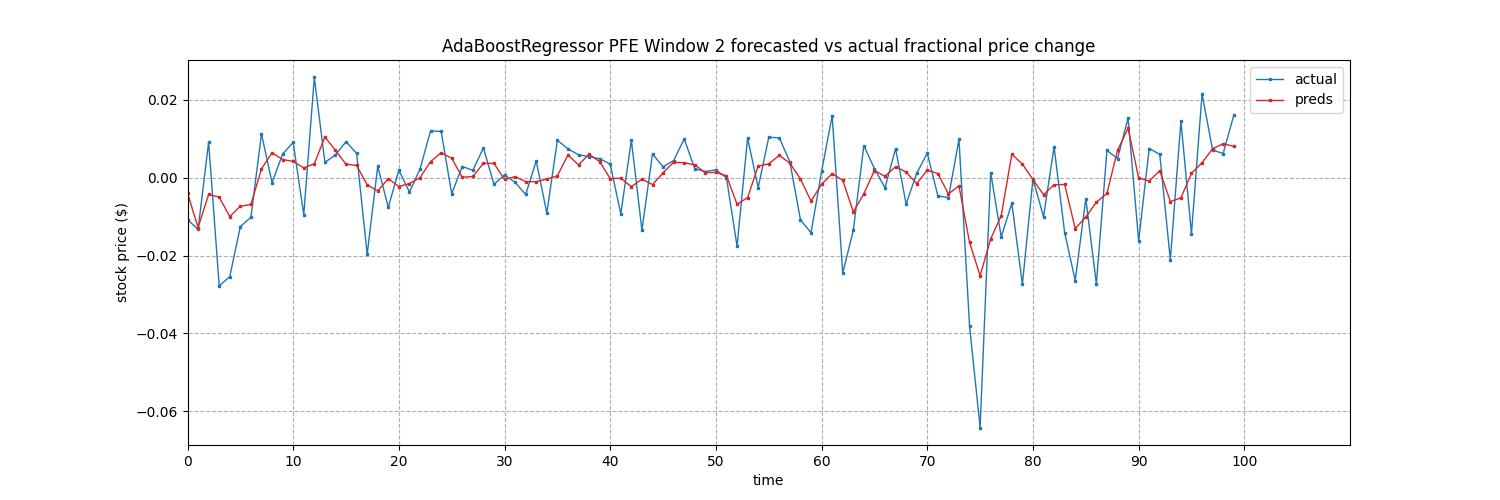 AdaBoostRegressor PFE Window 2 forecasted vs actual fractional price change
actual
preds
stock price ($)
0.02
0.00
−0.02
−0.04
−0.06
0 10 20 30 40 50 60 70 80 90 100
time